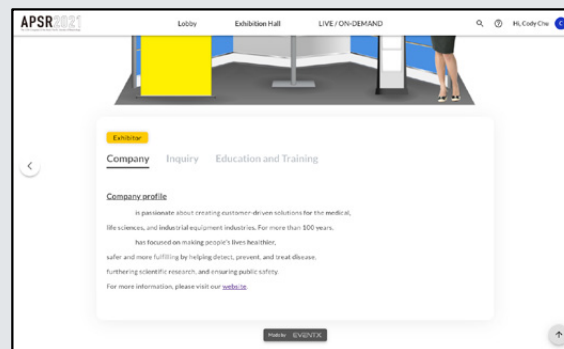 APSR2021
Lobby
Exhibition Hall
LIVE / ON-DEMAND
Hi, Cody Chu
C
Exhibitor
Company
Inquiry
Education and Training
Company profile
is passionate about creating customer-driven solutions for the medical,
life sciences, and industrial equipment industries. For more than 100 years,
has focused on making people's lives healthier,
safer and more fulfilling by helping detect, prevent, and treat disease,
furthering scientific research, and ensuring public safety.
For more information, please visit our website.
EVENTX